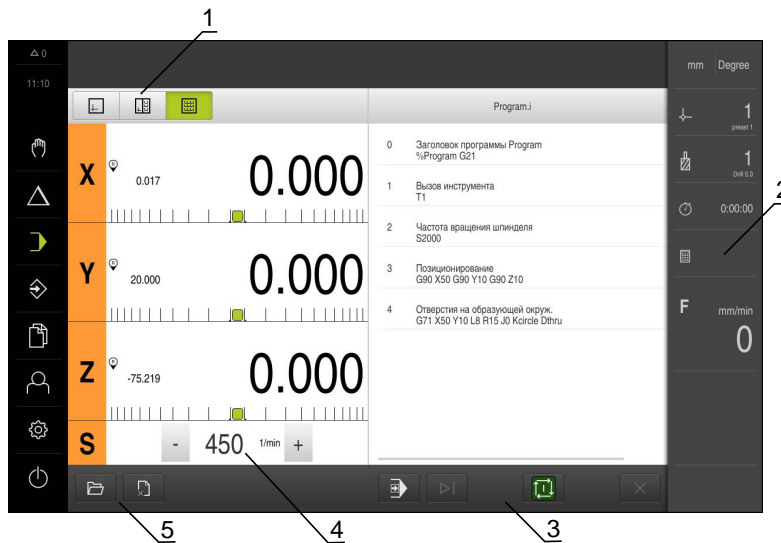 1
△ 0
11:10
mm Degree
Program.i
1
preset 1
1
Drill 5.0
0:00:00
2
F mm/min
0
X R 0.017 0.000
Y R 20.000 0.000
Z R -75.219 0.000
S - 450 1/min +
0 Заголовок программы Program
%Program G21
1 Вызов инструмента
T1
2 Частота вращения шпинделя
S2000
3 Позиционирование
G90 X50 G90 Y10 G90 Z10
4 Отверстия на образующей окруж.
G71 X50 Y10 L8 R15 J0 Kcircle Dthru
5
4
3